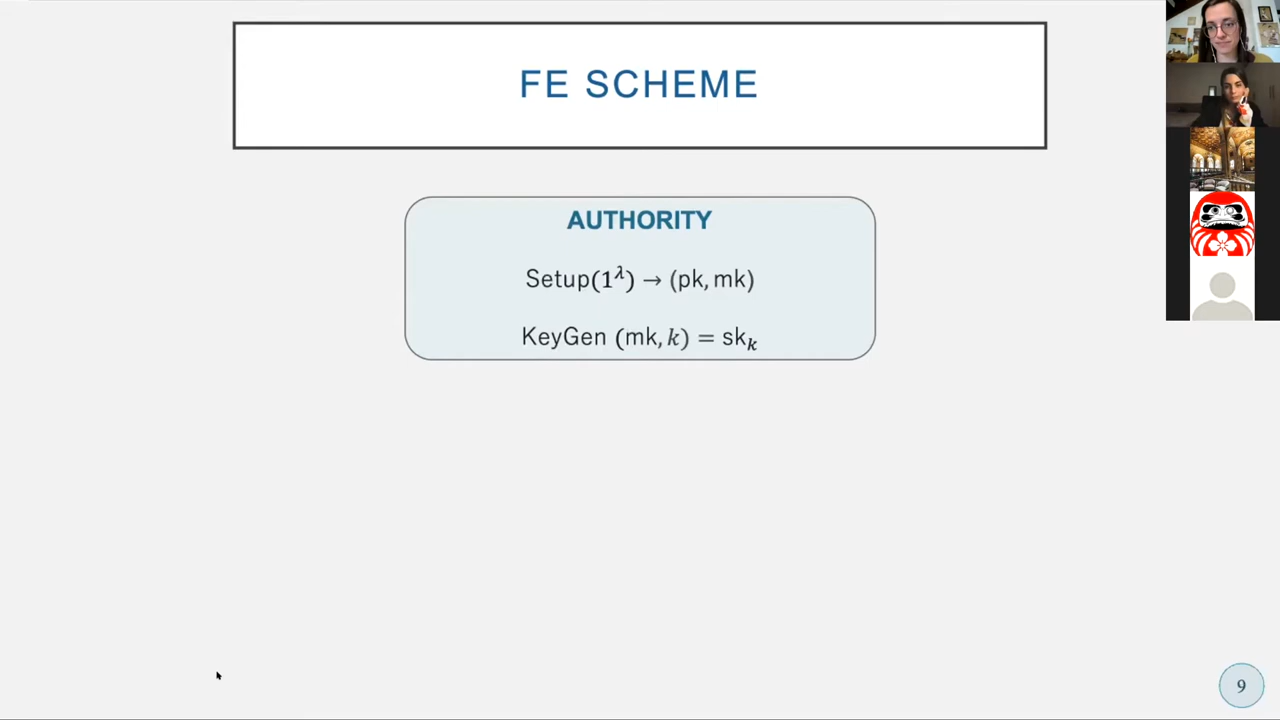 FE SCHEME
AUTHORITY
Setup(1^λ) → (pk, mk)
KeyGen (mk, k) = sk_k
9